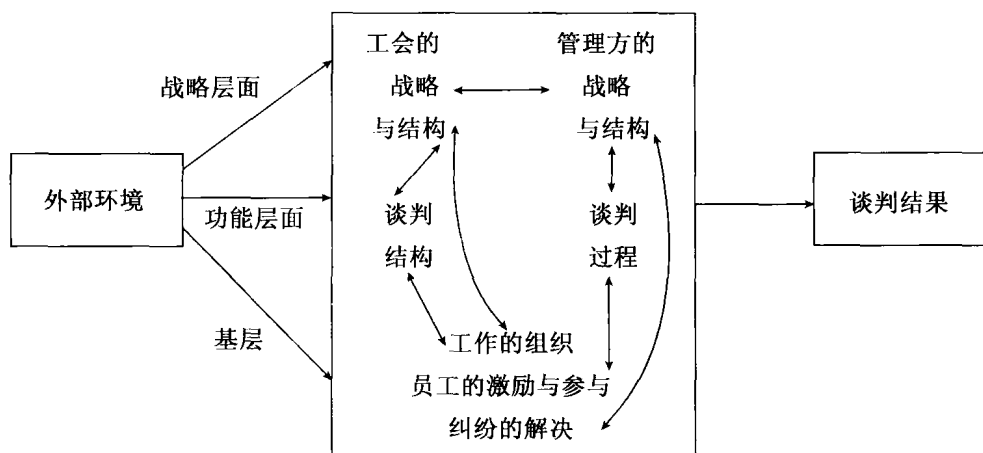 工会的 管理方的
战略层面
战略 战略
与结构 与结构
外部环境
功能层面
谈判 谈判
谈判结果
结构 过程
基层
工作的组织
员工的激励与参与
纠纷的解决